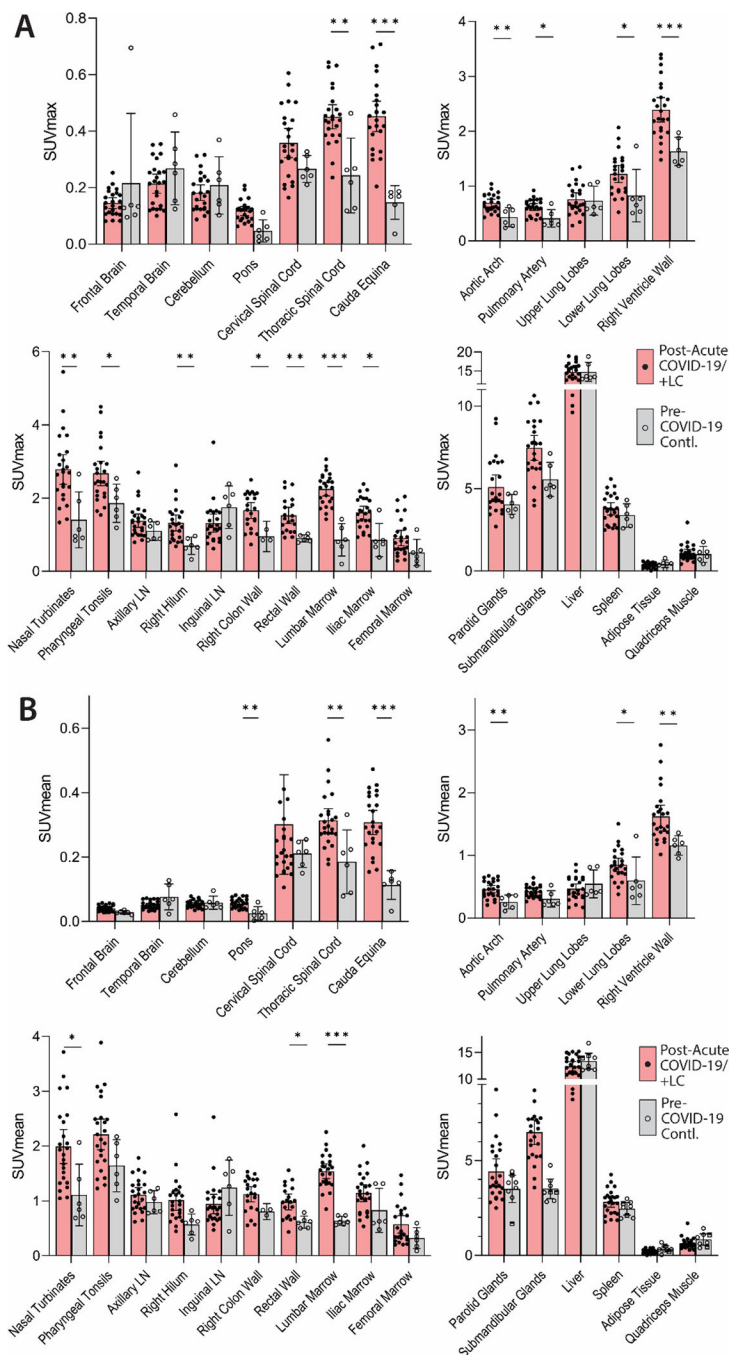 A
SUVmax
0.8
0.6
0.4
0.2
0.0
** ***
Frontal Brain
Temporal Brain
Cerebellum
Pons
Cervical Spinal Cord
Thoracic Spinal Cord
Cauda Equina
SUVmax
4
3
2
1
0
** * * ***
Aortic Arch
Pulmonary Artery
Upper Lung Lobes
Lower Lung Lobes
Right Ventricle Wall
SUVmax
6
4
2
0
** * ** * ** *** *
Nasal Turbinates
Pharyngeal Tonsils
Axillary LN
Right Hilum
Inguinal LN
Right Colon Wall
Rectal Wall
Lumbar Marrow
Iliac Marrow
Femoral Marrow
SUVmax
20
15
10
5
0
Parotid Glands
Submandibular Glands
Liver
Spleen
Adipose Tissue
Quadriceps Muscle
Post-Acute
COVID-19/
+LC
Pre-
COVID-19
Contl.
B
SUVmean
0.6
0.4
0.2
0.0
** ** ***
Frontal Brain
Temporal Brain
Cerebellum
Pons
Cervical Spinal Cord
Thoracic Spinal Cord
Cauda Equina
SUVmean
3
2
1
0
** * **
Aortic Arch
Pulmonary Artery
Upper Lung Lobes
Lower Lung Lobes
Right Ventricle Wall
SUVmean
4
3
2
1
0
* * ***
Nasal Turbinates
Pharyngeal Tonsils
Axillary LN
Right Hilum
Inguinal LN
Right Colon Wall
Rectal Wall
Lumbar Marrow
Iliac Marrow
Femoral Marrow
SUVmean
15
10
10
5
0
Parotid Glands
Submandibular Glands
Liver
Spleen
Adipose Tissue
Quadriceps Muscle
Post-Acute
COVID-19/
+LC
Pre-
COVID-19
Contl.